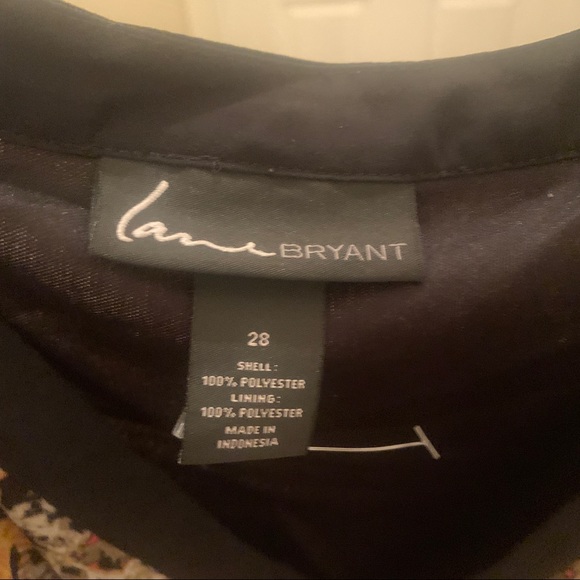 Lane BRYANT
28
SHELL:
100% POLYESTER
LINING:
100% POLYESTER
MADE IN
INDONESIA